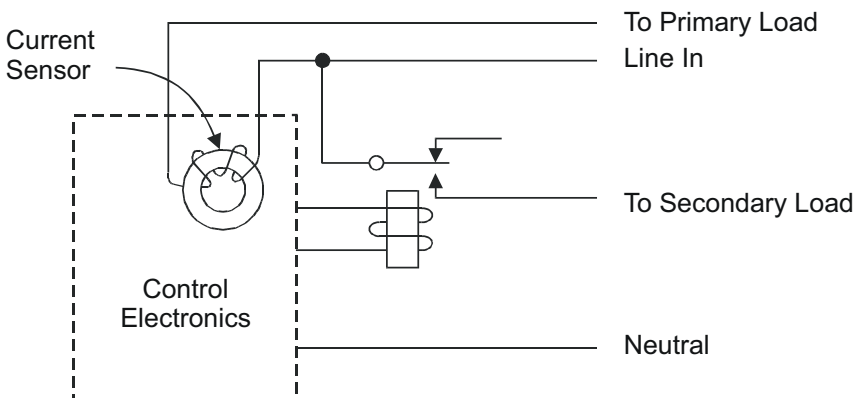 To Primary Load
Current
Sensor
Line In
To Secondary Load
Control
Electronics
Neutral